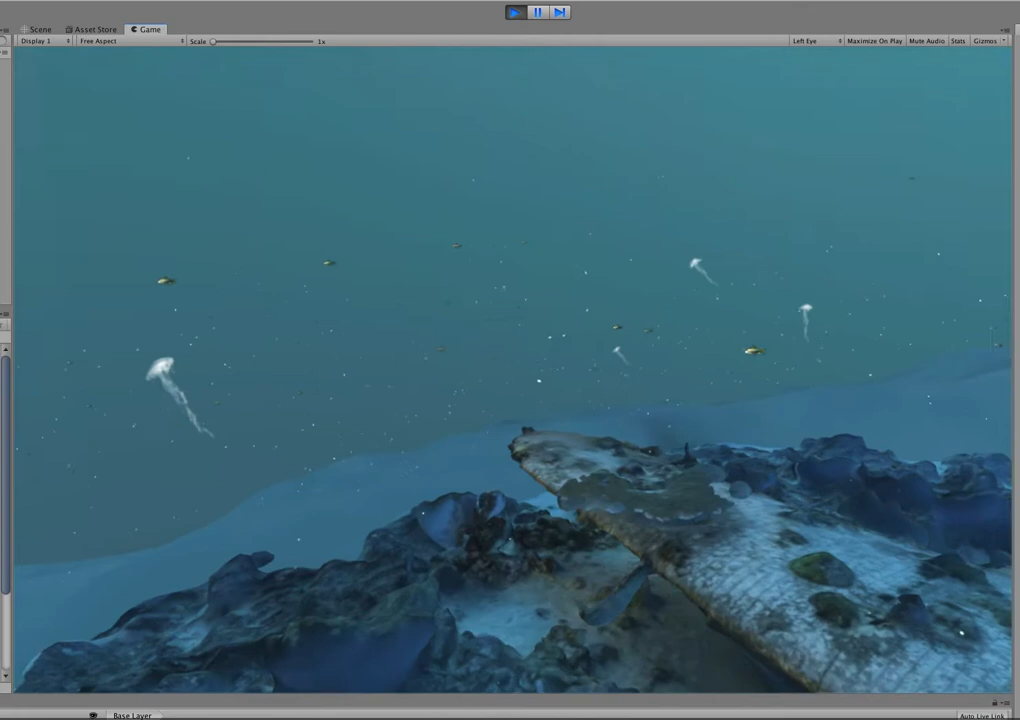 Scene Asset Store Game
Display 1 Free Aspect Scale 1x Left Eye Maximize On Play Mute Audio Stats Gizmos
Base Layer Auto Live Link